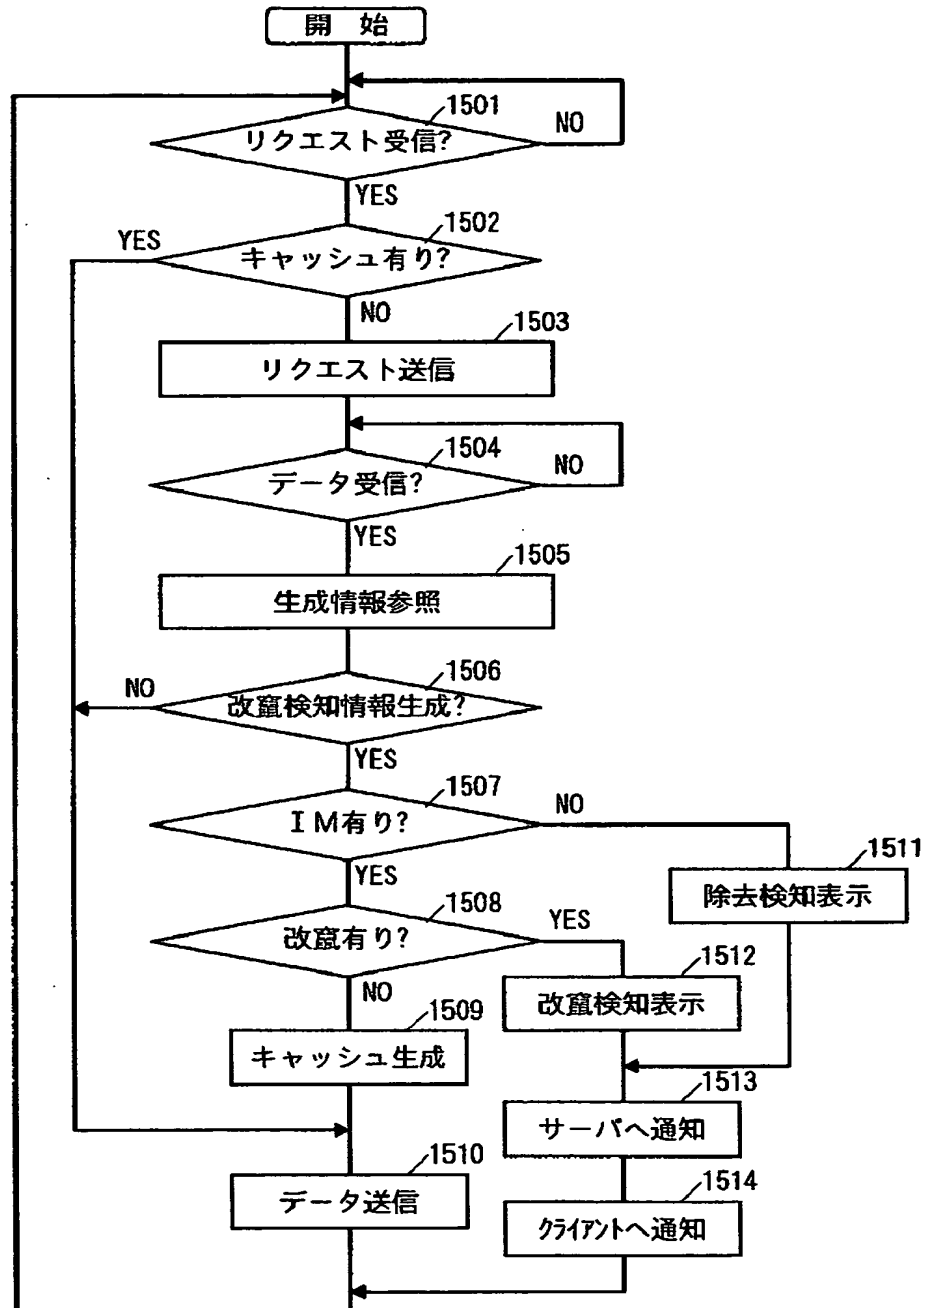 開 始
1501
リクエスト受信?
NO
YES
1502
YES
キャッシュ有り?
NO
1503
リクエスト送信
1504
データ受信?
NO
YES
1505
生成情報参照
1506
NO
改竄検知情報生成?
YES
1507
IM有り?
NO
YES
1511
除去検知表示
1508
改竄有り?
YES
NO
1512
改竄検知表示
1509
キャッシュ生成
1513
サーバへ通知
1510
データ送信
1514
クライアントへ通知